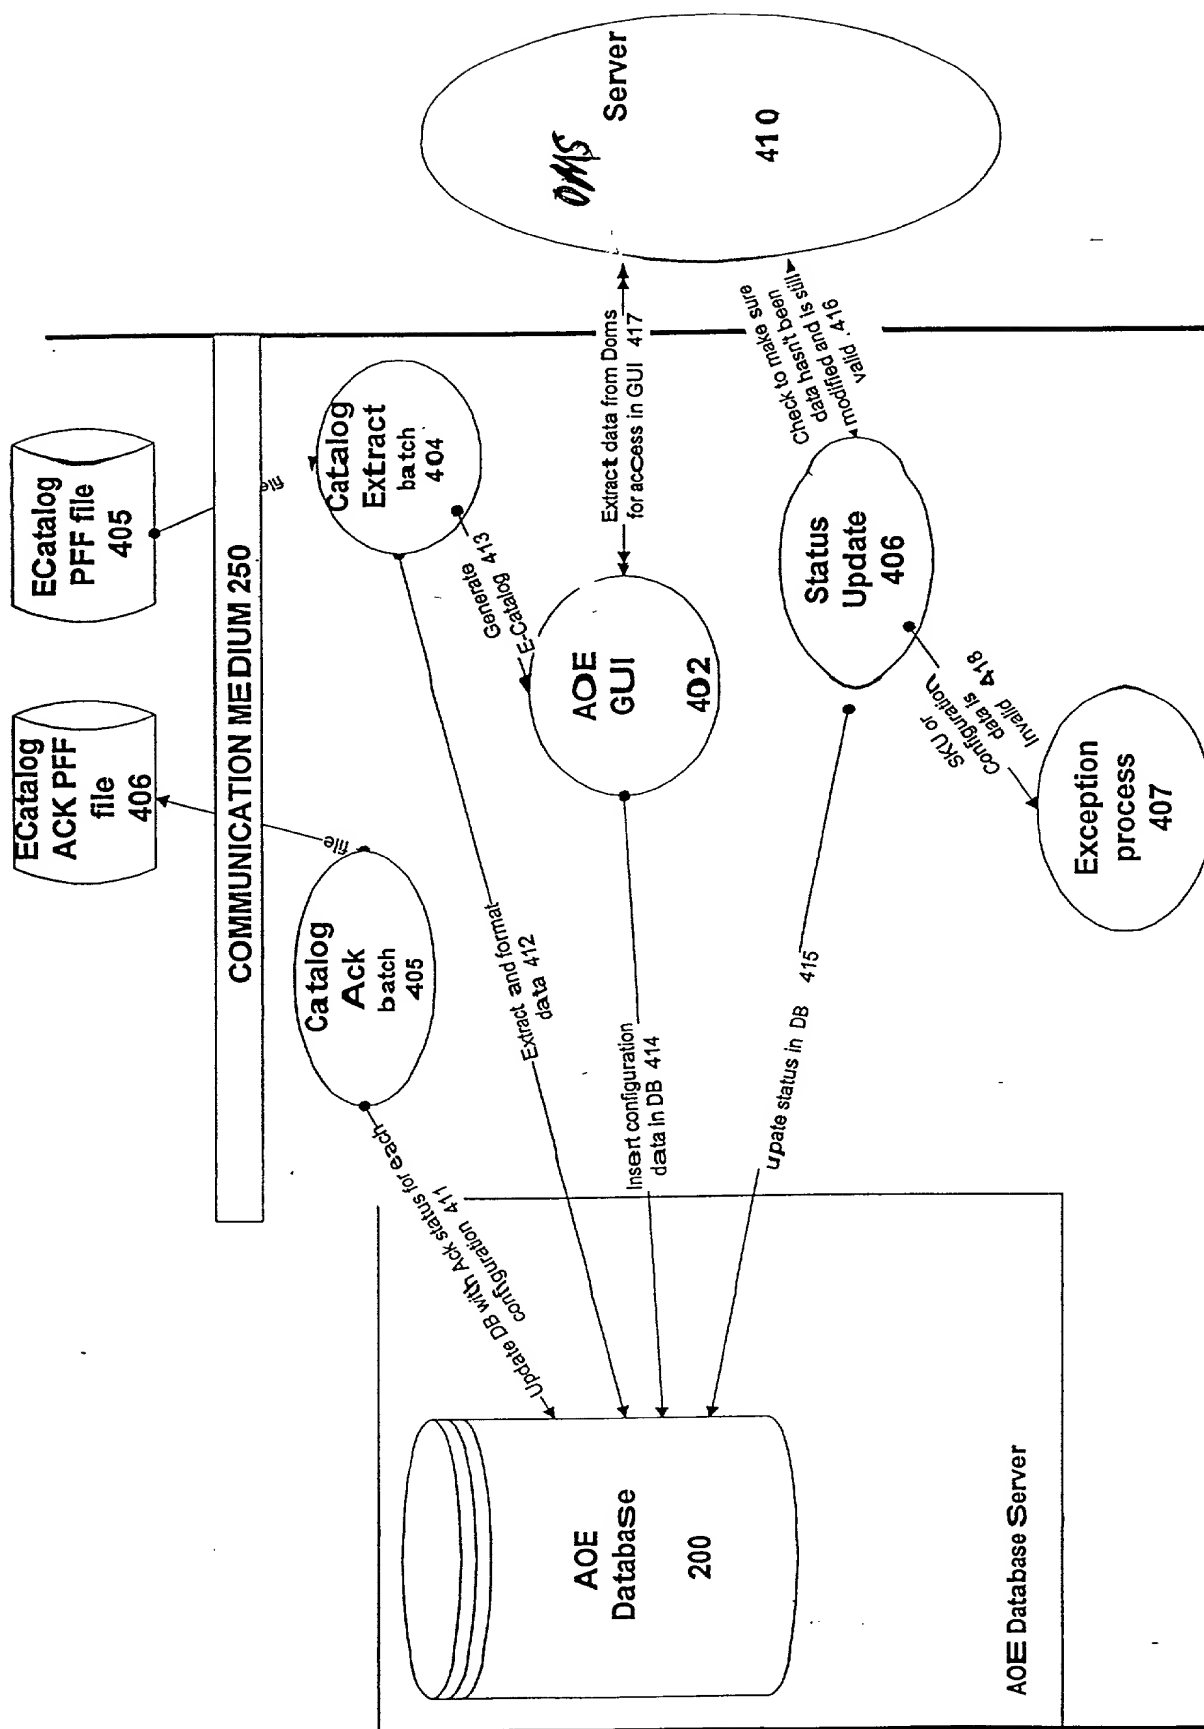 ECatalog
ACK PFF
file
406
ECatalog
PFF file
405
COMMUNICATION MEDIUM 250
file
file
Catalog
Ack
batch
405
Catalog
Extract
batch
404
Update DB with Ack status for each
configuration 411
Extract and format
data 412
Generate
E-Catalog 413
AOE
Database
200
Insert configuration
data in DB 414
AOE
GUI
402
Extract data from Doms
for access in GUI 417
OMS
Server
410
upate status in DB 415
Status
Update
406
Check to make sure
data hasn't been
modified and is still
valid 416
SKU or
Configuration
data is
Invalid 418
Exception
process
407
AOE Database Server